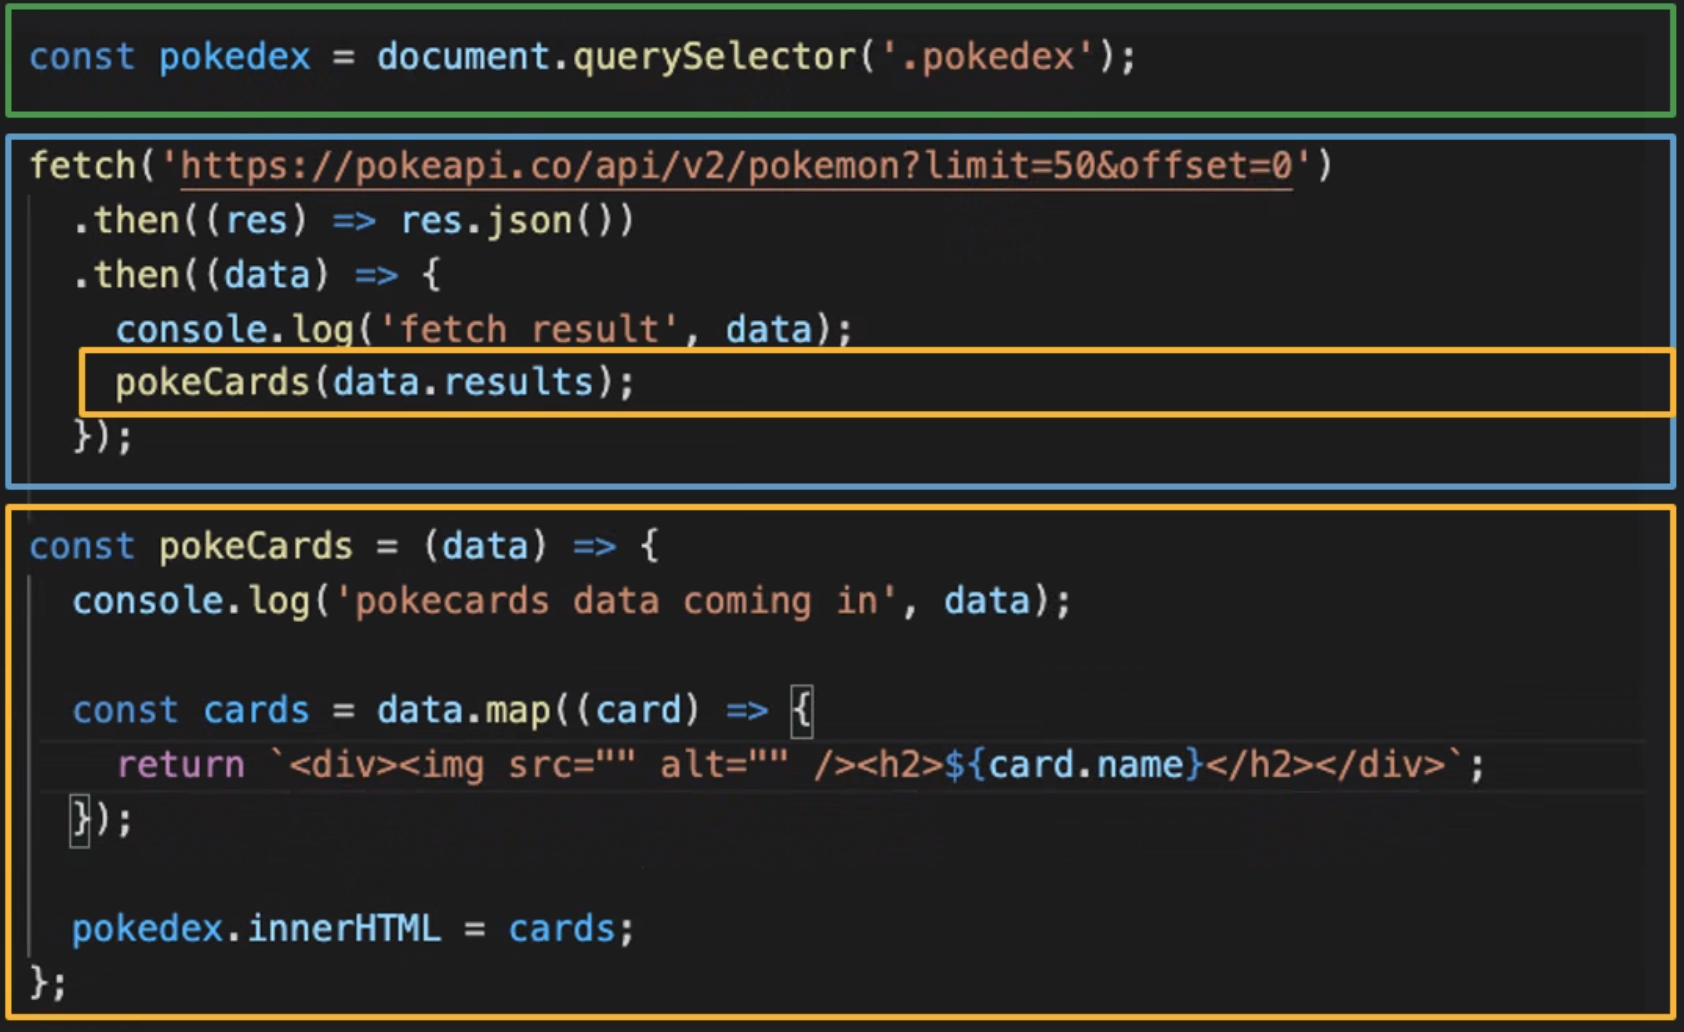 const pokedex = document.querySelector('.pokedex');
fetch('https://pokeapi.co/api/v2/pokemon?limit=50&offset=0')
.then((res) => res.json())
.then((data) => {
console.log('fetch result', data);
pokeCards(data.results);
});
const pokeCards = (data) => {
console.log('pokecards data coming in', data);
const cards = data.map((card) => {
return `<div><img src="" alt="" /><h2>${card.name}</h2></div>`;
});
pokedex.innerHTML = cards;
};